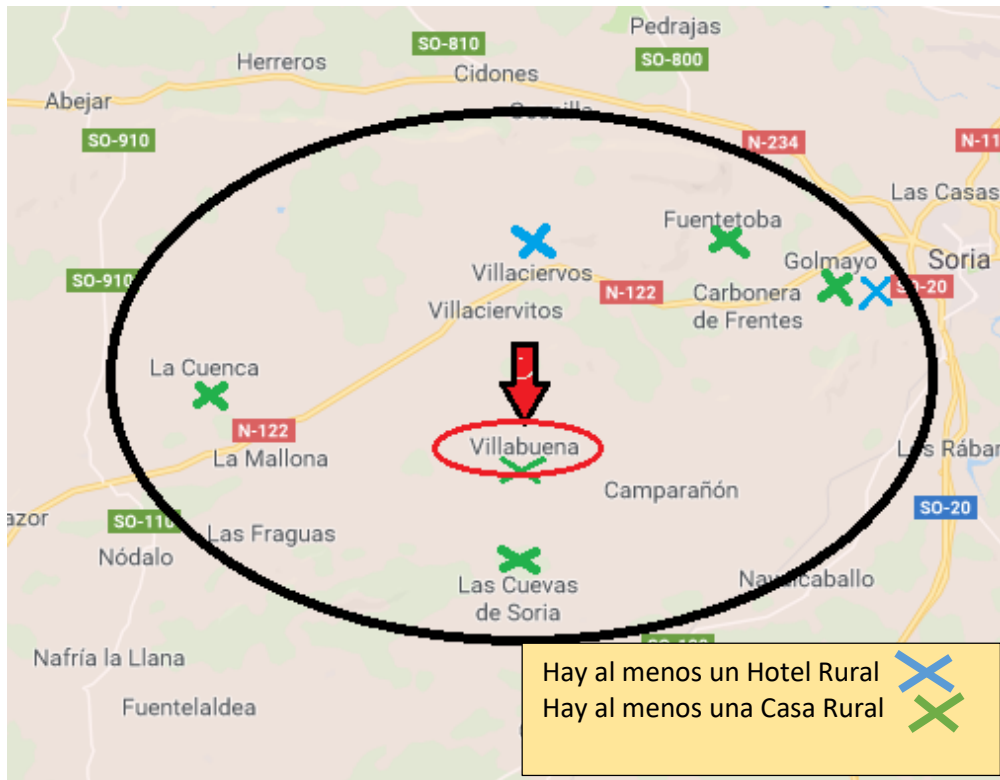 Pedrajas
SO-810
SO-800
Herreros
Cidones
Abejar
SO-910
N-234
N-11
Las Casas
Fuentetoba
Golmayo
Soria
Villaciervos
SO-910
N-122
Carbonera
de Frentes
SO-20
Villaciervitos
La Cuenca
N-122
Villabuena
La Mallona
Los Rában
Camparañón
azor
SO-110
SO-20
Las Fraguas
Nódalo
Las Cuevas
de Soria
Navalcaballo
Nafría la Llana
Fuentelaldea
Hay al menos un Hotel Rural
Hay al menos una Casa Rural